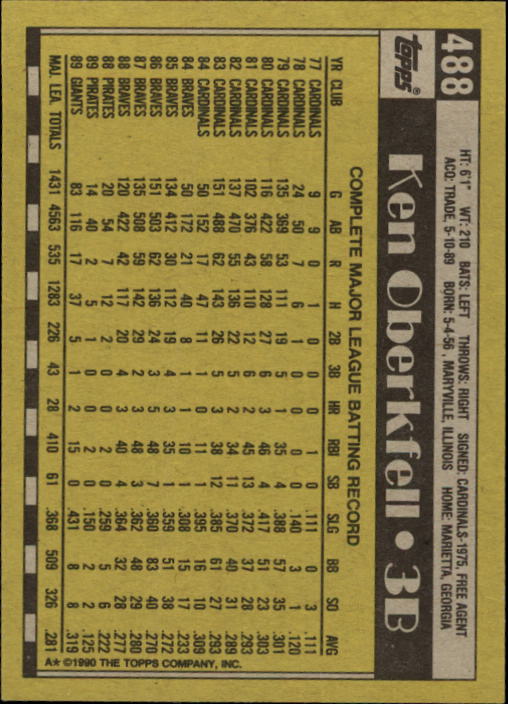 488
topps®
HT: 6'1" WT: 210 BATS: LEFT THROWS: RIGHT SIGNED: CARDINALS-1975, FREE AGENT
ACQ: TRADE, 5-10-89 BORN: 5-4-56, MARYVILLE, ILLINOIS HOME: MARIETTA, GEORGIA
Ken Oberkfell • 3B
COMPLETE MAJOR LEAGUE BATTING RECORD
YR CLUB G AB R H 2B 3B HR RBI SB SLG BB SO AVG
77 CARDINALS 9 9 0 1 0 0 0 1 0 .111 0 3 .111
78 CARDINALS 24 50 7 6 1 0 0 0 0 .140 3 1 .120
79 CARDINALS 135 369 53 111 19 5 1 35 4 .388 57 35 .301
80 CARDINALS 116 422 58 128 27 6 3 46 4 .417 51 23 .303
81 CARDINALS 102 376 43 110 12 6 2 45 13 .372 37 28 .293
82 CARDINALS 137 470 55 136 22 5 2 34 11 .370 40 31 .289
83 CARDINALS 151 488 62 143 26 5 3 38 12 .385 61 27 .293
84 CARDINALS 50 152 17 47 11 1 0 11 1 .395 16 10 .309
84 BRAVES 50 172 21 40 8 1 1 10 1 .308 15 17 .233
85 BRAVES 134 412 30 112 19 4 3 35 1 .359 51 38 .272
86 BRAVES 151 503 62 136 24 3 5 48 7 .360 83 40 .270
87 BRAVES 135 508 59 142 29 2 3 48 3 .362 48 29 .280
88 BRAVES 120 422 42 117 20 4 3 40 4 .364 32 28 .277
88 PIRATES 20 54 7 12 2 0 0 2 0 .259 5 6 .222
89 PIRATES 14 40 2 5 1 0 0 2 0 .150 2 2 .125
89 GIANTS 83 116 17 37 5 1 2 15 0 .431 8 8 .319
MAJ. LEA. TOTALS 1431 4563 535 1283 226 43 28 410 61 .368 509 326 .281
A* ©1990 THE TOPPS COMPANY, INC.